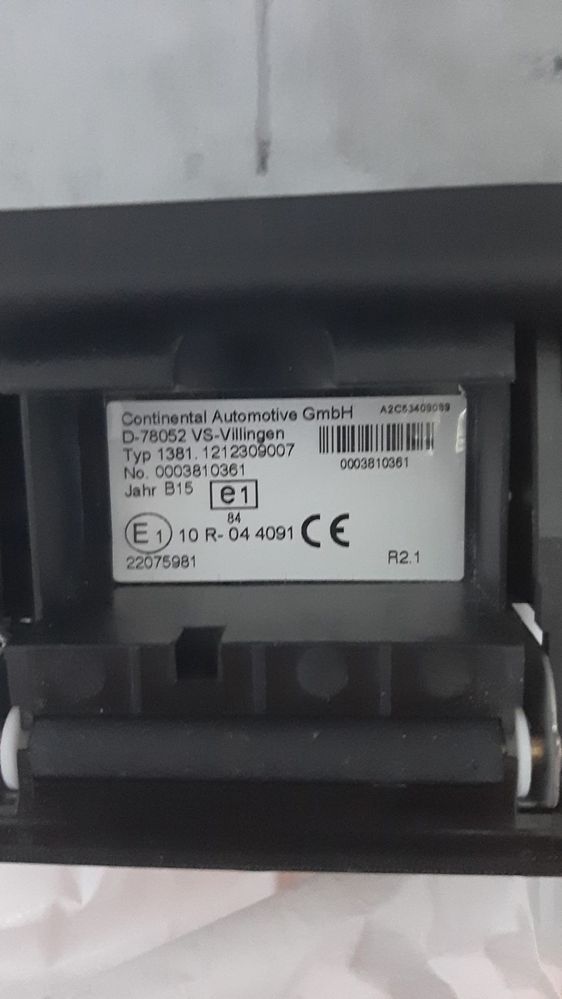 Continental Automotive GmbH A2C53409099
D-78052 VS-Villingen
Typ 1381.1212309007
No. 0003810361 0003810361
Jahr B15 e1
84
E1 10 R- 04 4091 CE
22075981 R2.1